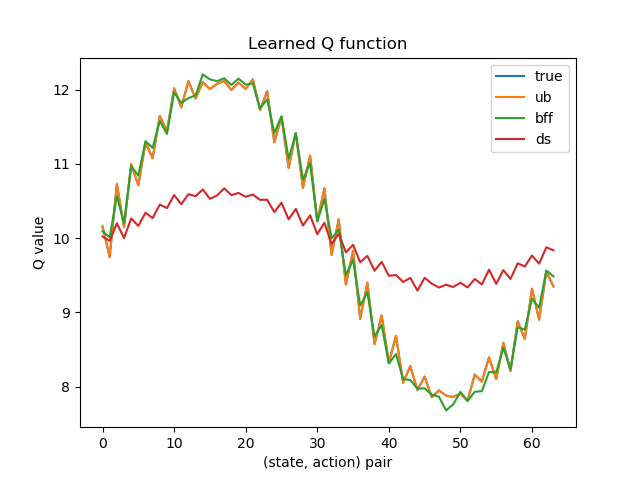 Learned Q function
true
ub
bff
ds
Q value
12
11
10
9
8
0
10
20
30
40
50
60
(state, action) pair